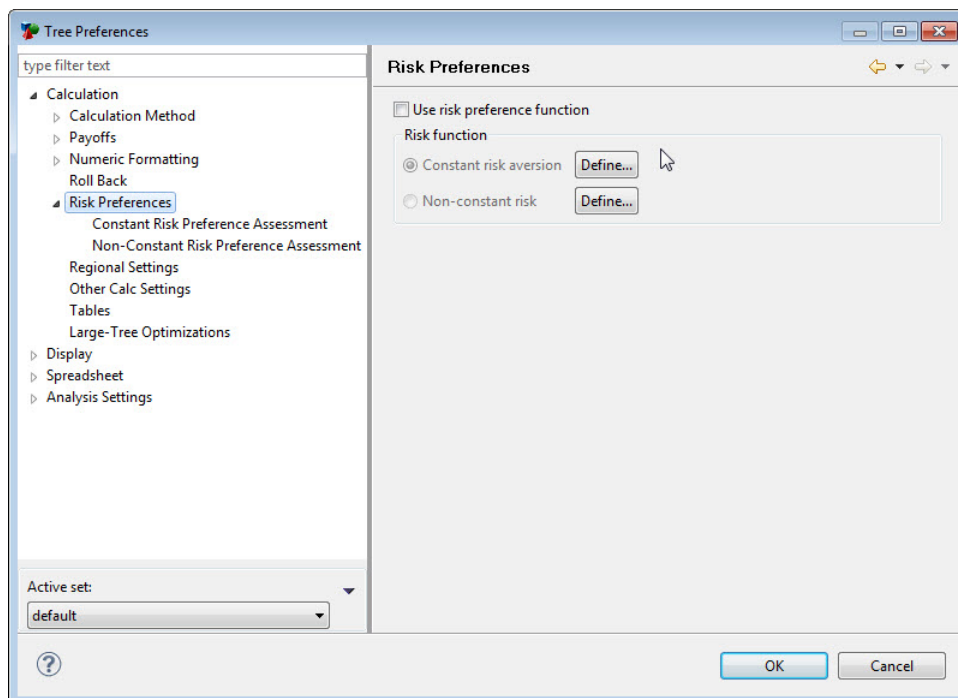 Tree Preferences
type filter text
Calculation
Calculation Method
Payoffs
Numeric Formatting
Roll Back
Risk Preferences
Constant Risk Preference Assessment
Non-Constant Risk Preference Assessment
Regional Settings
Other Calc Settings
Tables
Large-Tree Optimizations
Display
Spreadsheet
Analysis Settings
Active set:
default
Risk Preferences
Use risk preference function
Risk function
Constant risk aversion Define...
Non-constant risk Define...
?
OK Cancel